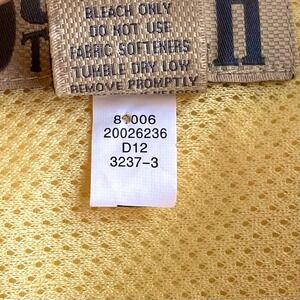 BLEACH ONLY
DO NOT USE
FABRIC SOFTENERS
TUMBLE DRY LOW
REMOVE PROMPTLY
20026236
D12
3237-3